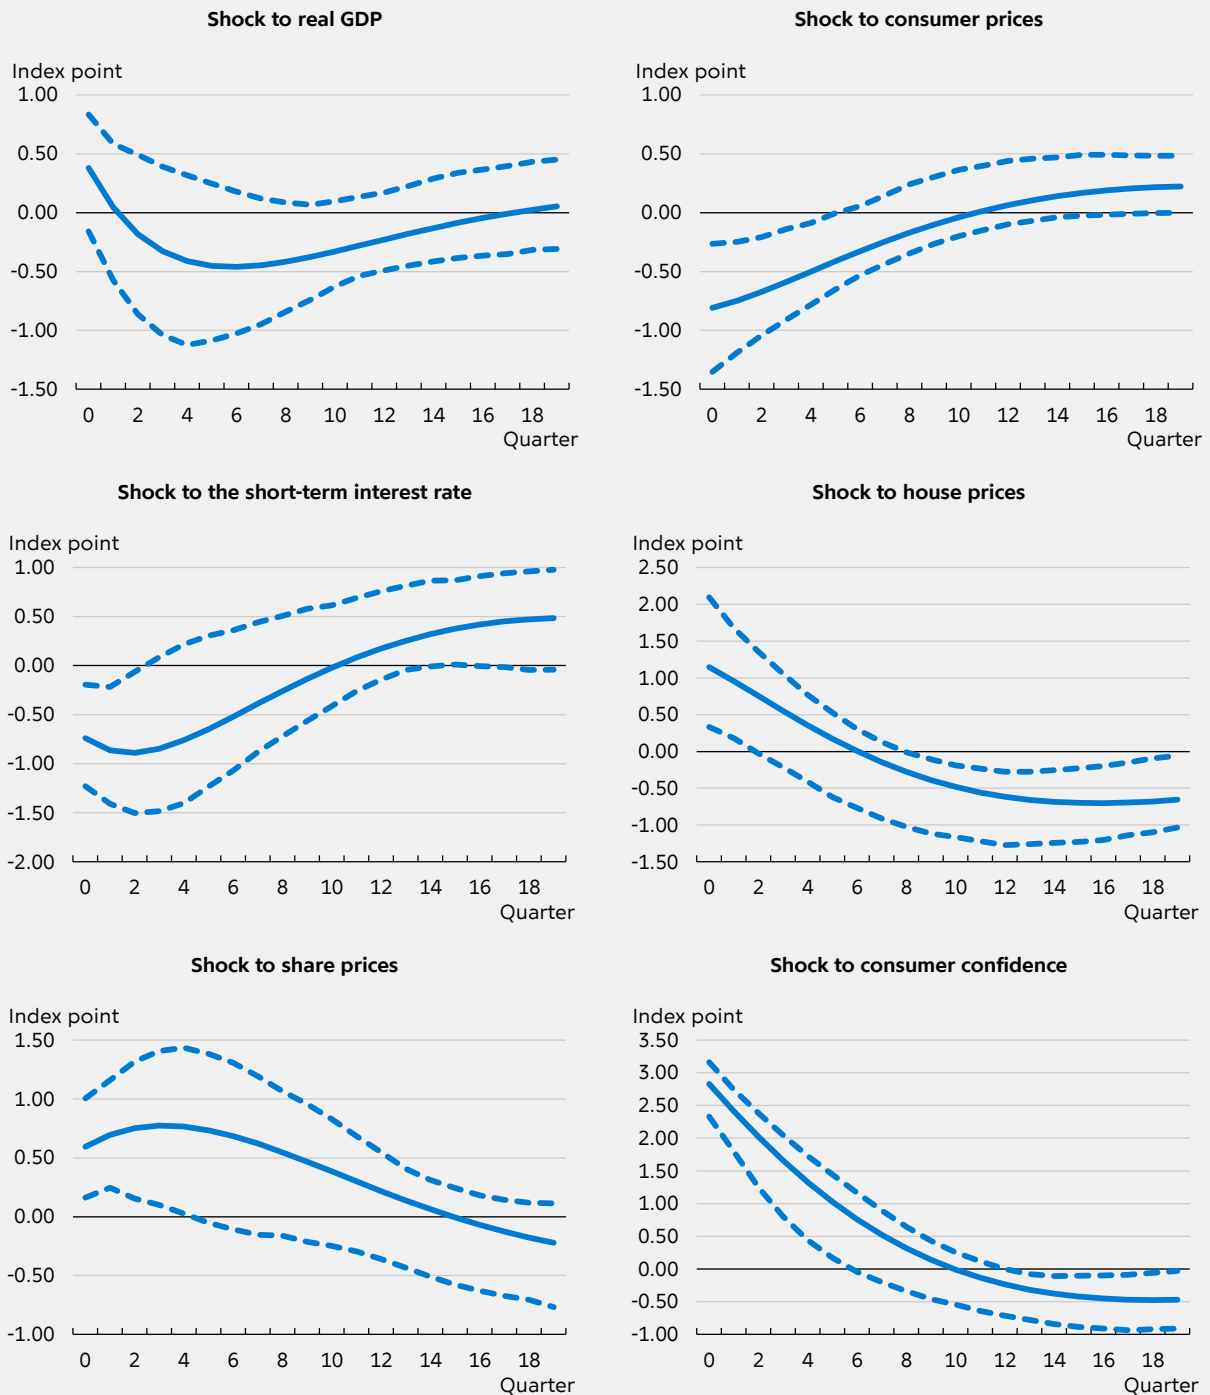 Shock to real GDP
Index point
1.00
0.50
0.00
-0.50
-1.00
-1.50
0 2 4 6 8 10 12 14 16 18
Quarter
Shock to consumer prices
Index point
1.00
0.50
0.00
-0.50
-1.00
-1.50
0 2 4 6 8 10 12 14 16 18
Quarter
Shock to the short-term interest rate
Index point
1.00
0.50
0.00
-0.50
-1.00
-1.50
-2.00
0 2 4 6 8 10 12 14 16 18
Quarter
Shock to house prices
Index point
2.50
2.00
1.50
1.00
0.50
0.00
-0.50
-1.00
-1.50
0 2 4 6 8 10 12 14 16 18
Quarter
Shock to share prices
Index point
1.50
1.00
0.50
0.00
-0.50
-1.00
0 2 4 6 8 10 12 14 16 18
Quarter
Shock to consumer confidence
Index point
3.50
3.00
2.50
2.00
1.50
1.00
0.50
0.00
-0.50
-1.00
0 2 4 6 8 10 12 14 16 18
Quarter